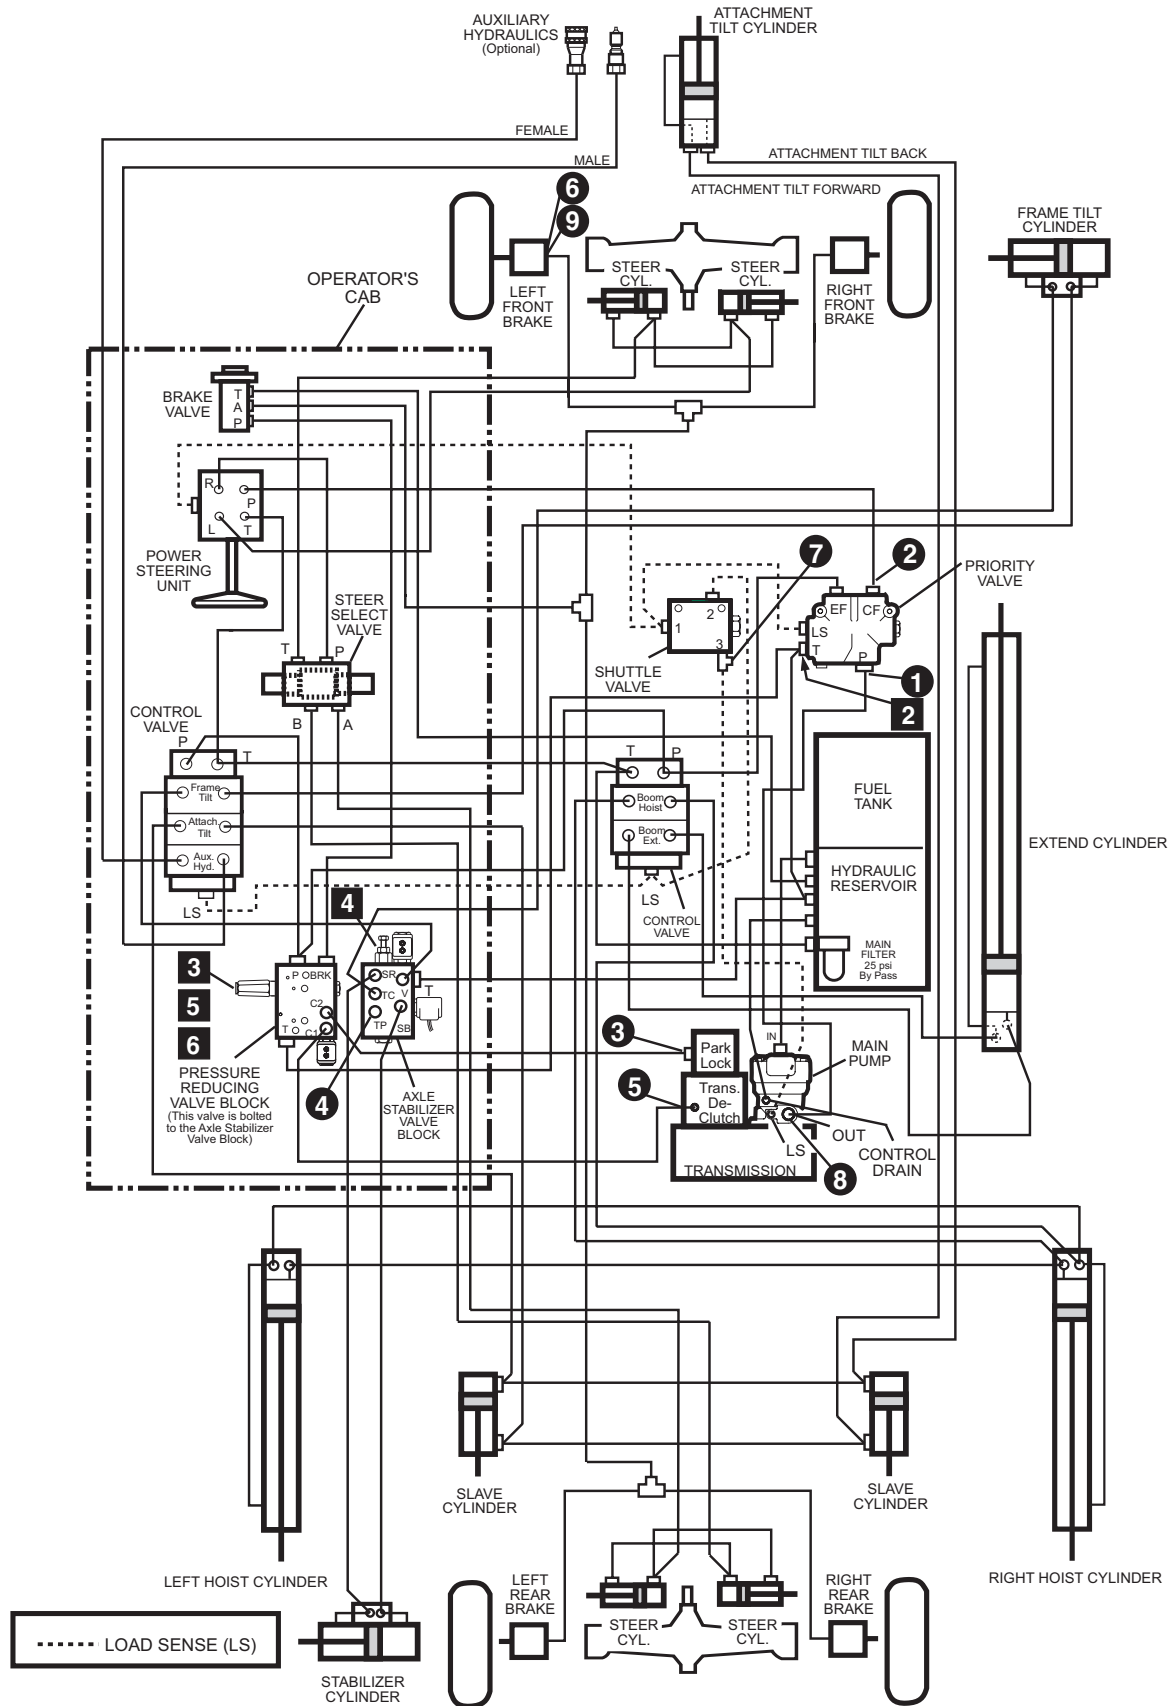 AUXILIARY
HYDRAULICS
(Optional)
ATTACHMENT
TILT CYLINDER
FEMALE
MALE
ATTACHMENT TILT BACK
ATTACHMENT TILT FORWARD
6
9
FRAME TILT
CYLINDER
OPERATOR'S
CAB
LEFT
FRONT
BRAKE
STEER
CYL.
STEER
CYL.
RIGHT
FRONT
BRAKE
BRAKE
VALVE
T
A
P
R
P
L
T
POWER
STEERING
UNIT
STEER
SELECT
VALVE
T
P
B
A
7
2
PRIORITY
VALVE
EF
CF
LS
T
P
1
2
3
SHUTTLE
VALVE
1
2
CONTROL
VALVE
P
T
Frame
Tilt
Attach.
Tilt
Aux.
Hyd.
LS
T
P
Boom
Hoist
Boom
Ext.
LS
CONTROL
VALVE
FUEL
TANK
HYDRAULIC
RESERVOIR
MAIN
FILTER
25 psi
By Pass
EXTEND CYLINDER
4
3
5
6
P
BRK
C2
T
C1
SR
TC
V
T
TP
SB
PRESSURE
REDUCING
VALVE BLOCK
(This valve is bolted
to the Axle Stabilizer
Valve Block)
4
AXLE
STABILIZER
VALVE
BLOCK
3
Park
Lock
5
Trans.
De-
Clutch
IN
MAIN
PUMP
LS
OUT
CONTROL
DRAIN
TRANSMISSION
8
SLAVE
CYLINDER
SLAVE
CYLINDER
LEFT HOIST CYLINDER
RIGHT HOIST CYLINDER
LEFT
REAR
BRAKE
STEER
CYL.
STEER
CYL.
RIGHT
REAR
BRAKE
LOAD SENSE (LS)
STABILIZER
CYLINDER